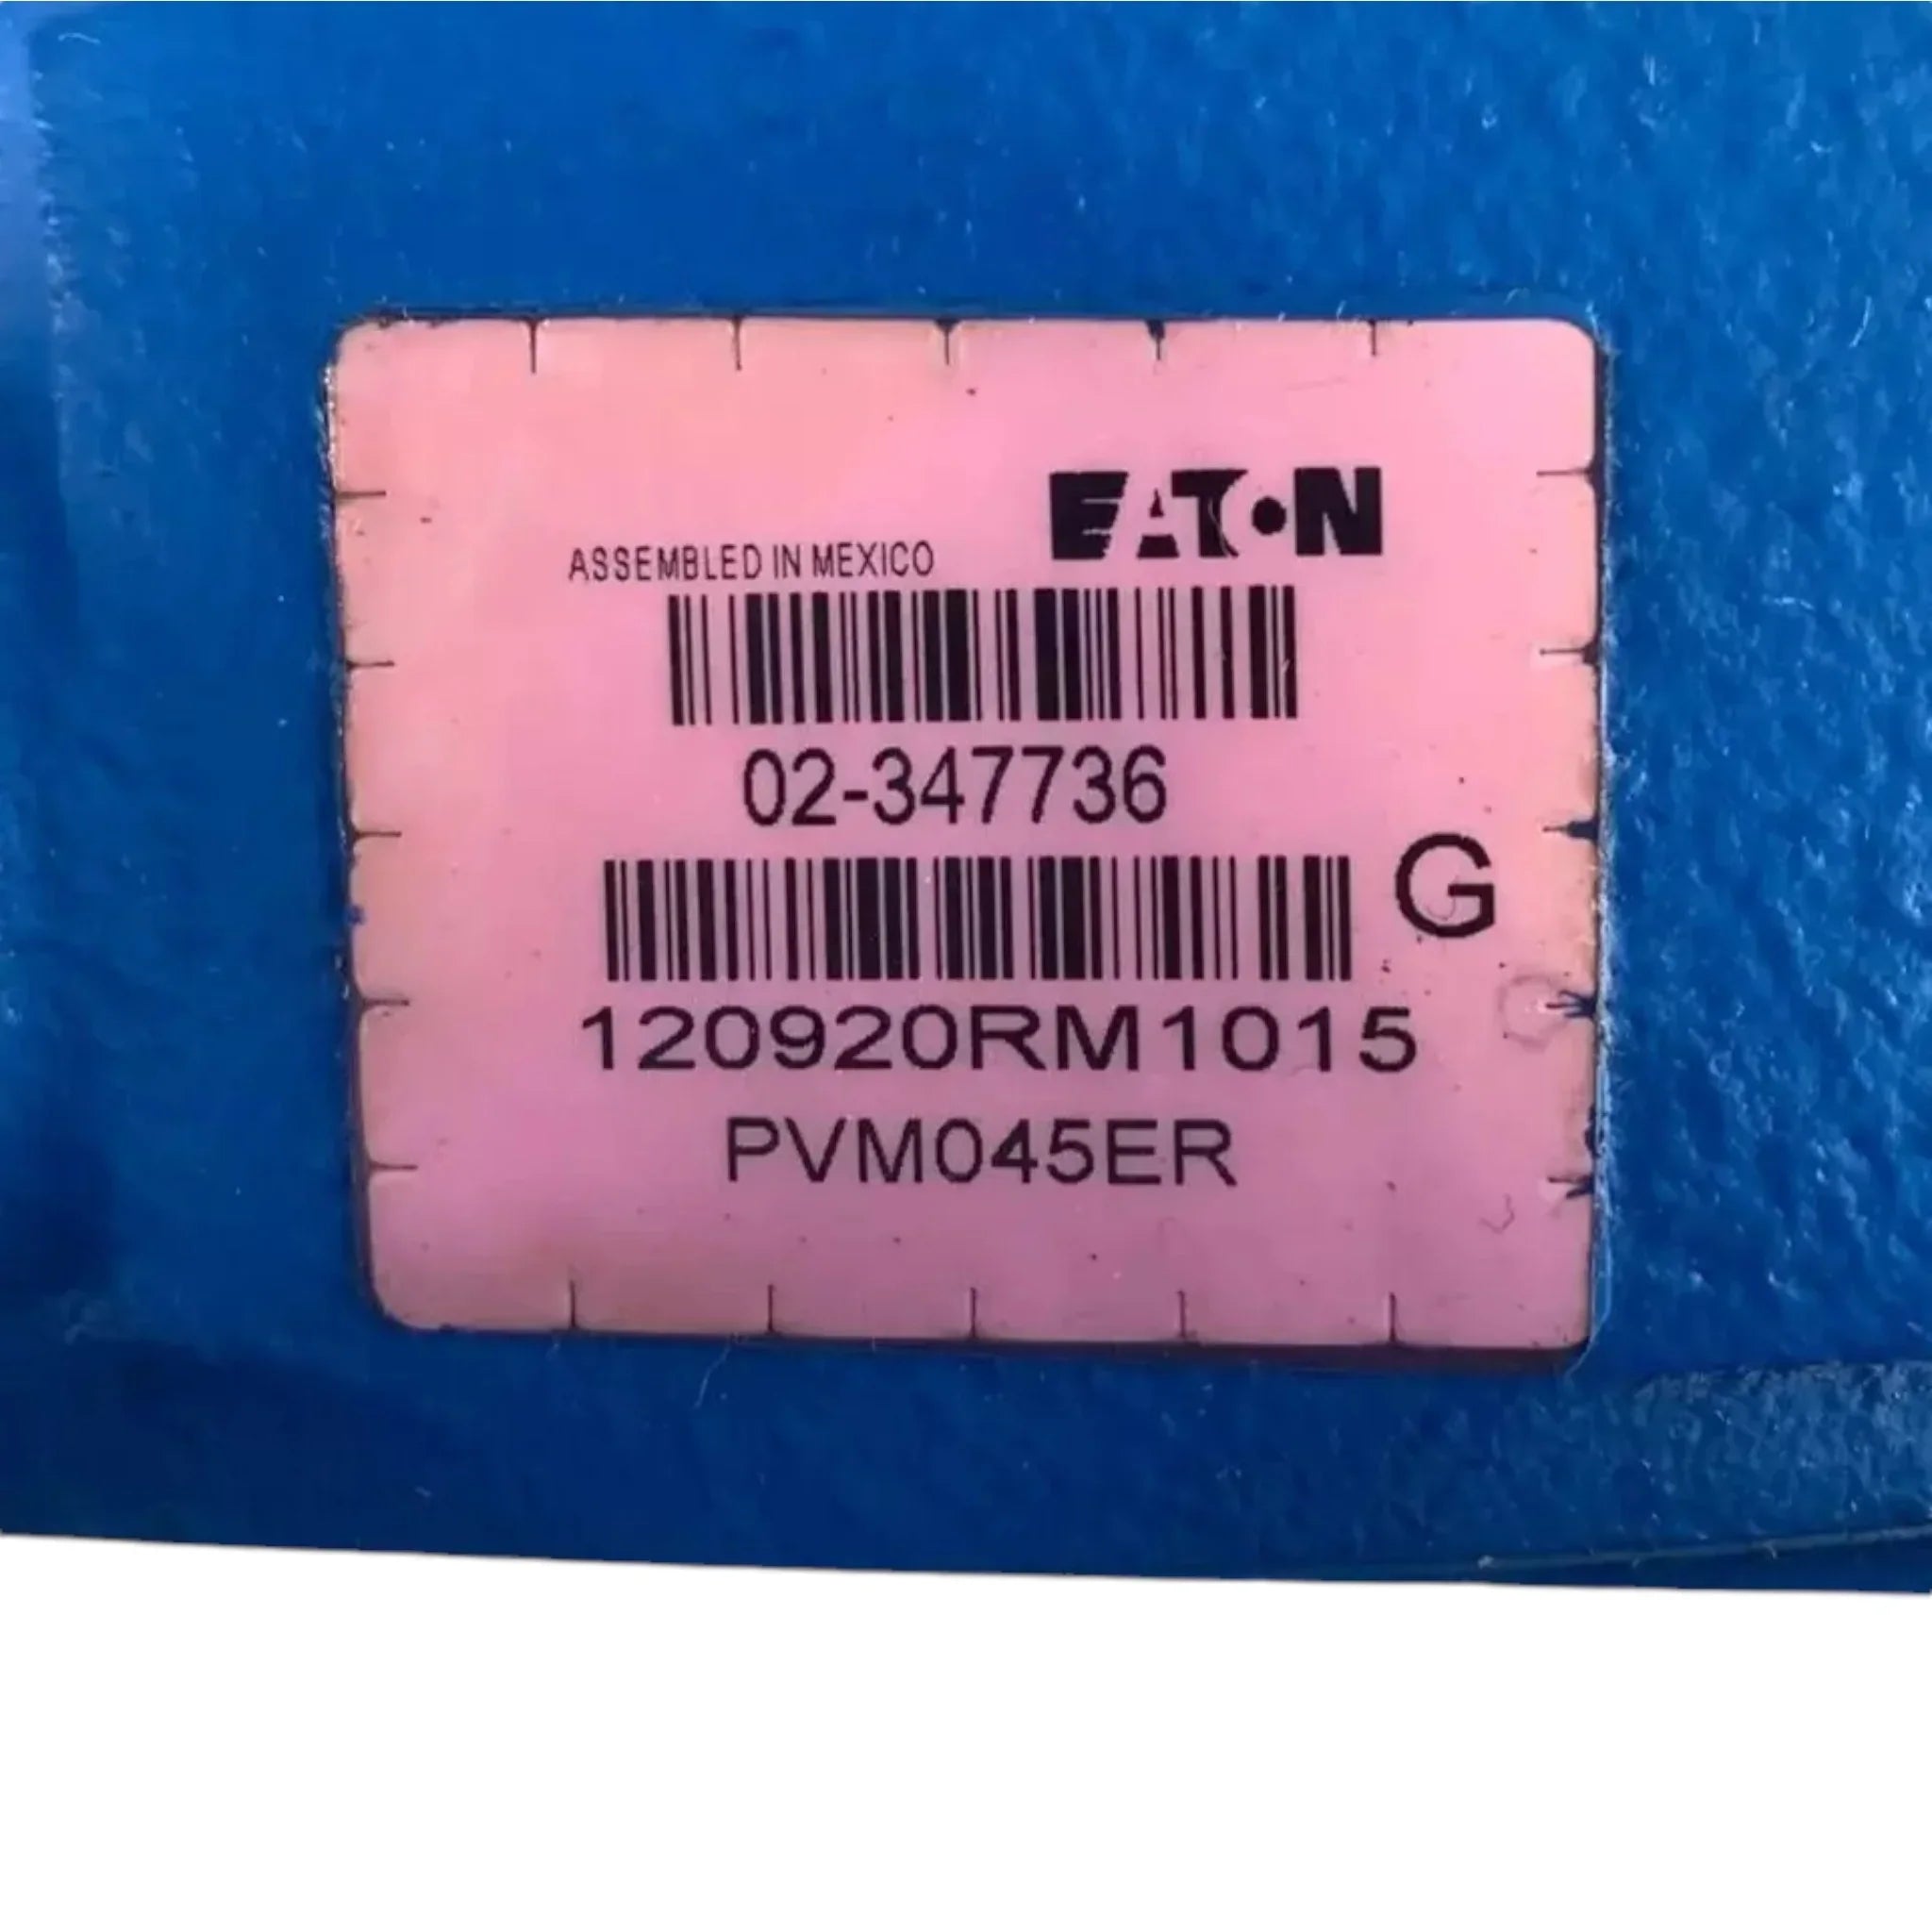 EATON
ASSEMBLED IN MEXICO
02-347736
G
120920RM1015
PVM045ER